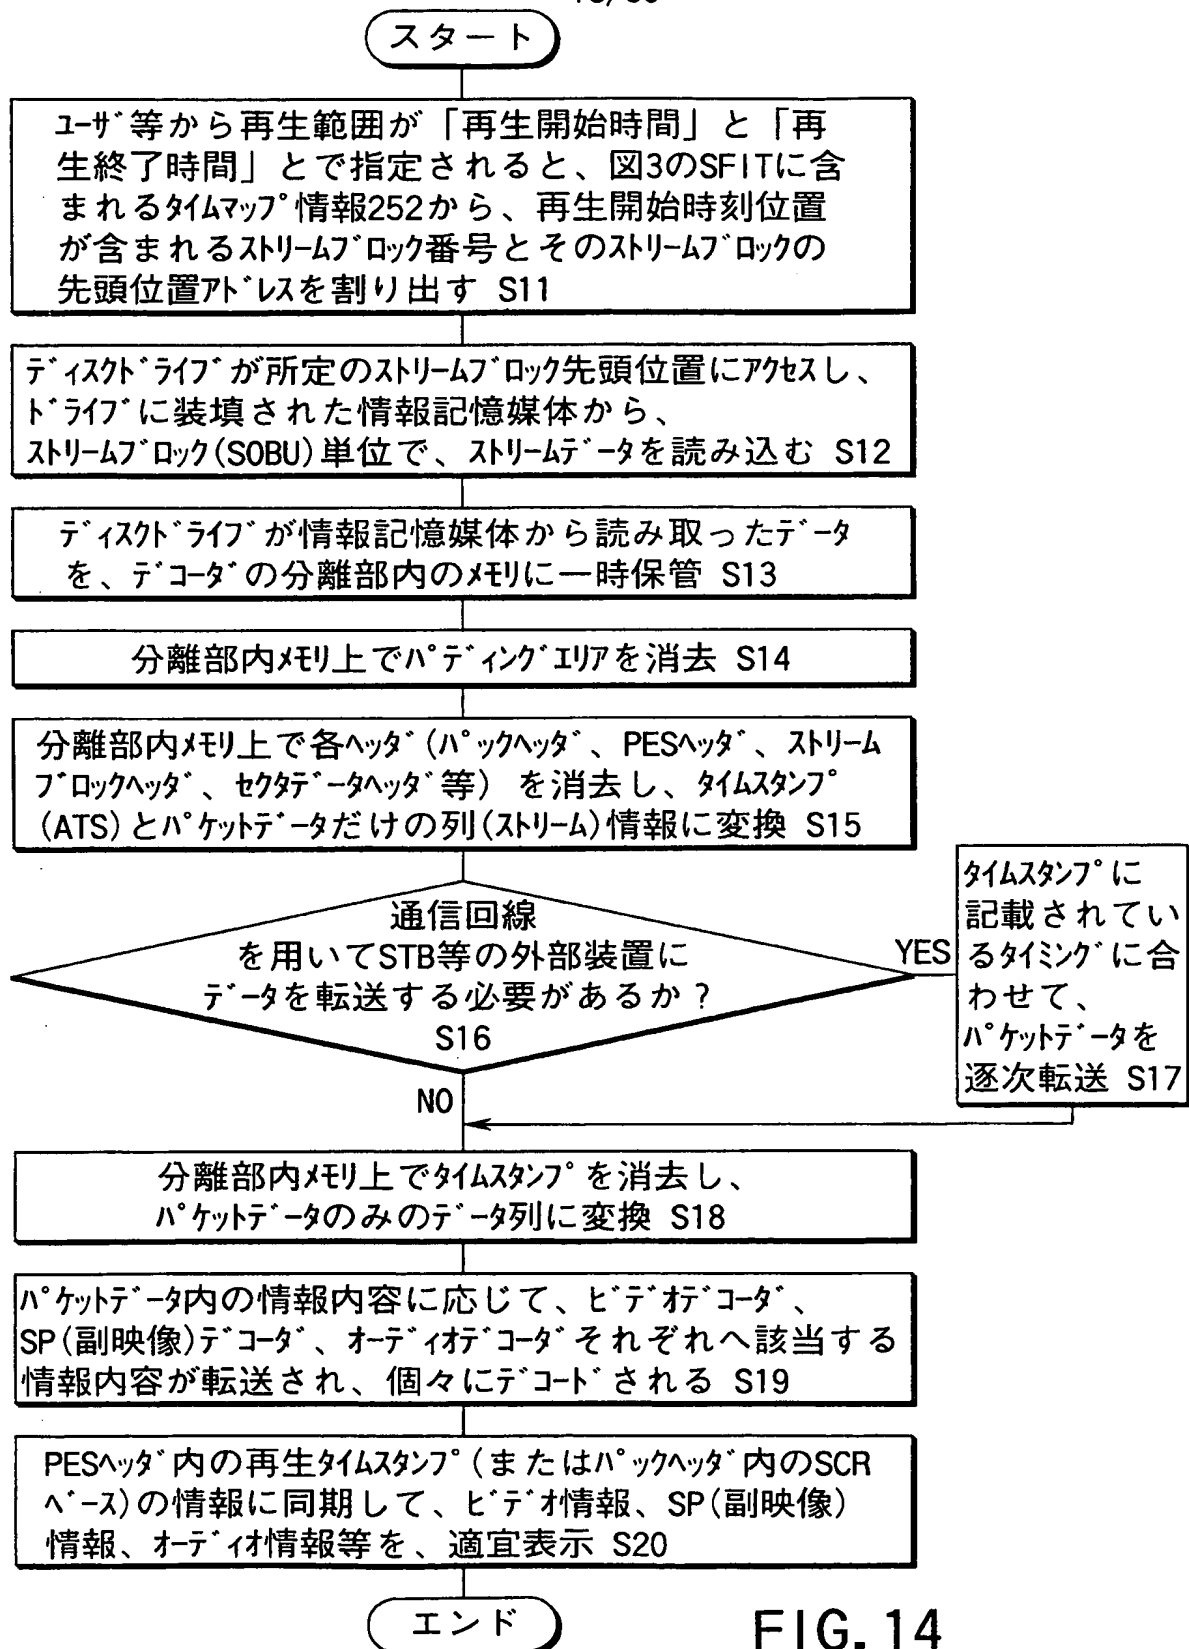 スタート
ユーザ等から再生範囲が「再生開始時間」と「再
生終了時間」とで指定されると、図3のSFITに含
まれるタイムマップ情報252から、再生開始時刻位置
が含まれるストリームブロック番号とそのストリームブロックの
先頭位置アドレスを割り出す S11
ディスクドライブが所定のストリームブロック先頭位置にアクセスし、
ドライブに装填された情報記憶媒体から、
ストリームブロック(SOBU)単位で、ストリームデータを読み込む S12
ディスクドライブが情報記憶媒体から読み取ったデータ
を、デコーダの分離部内のメモリに一時保管 S13
分離部内メモリ上でパディングエリアを消去 S14
分離部内メモリ上で各ヘッダ(パックヘッダ、PESヘッダ、ストリーム
ブロックヘッダ、セクタデータヘッダ等) を消去し、タイムスタンプ
(ATS)とパケットデータだけの列(ストリーム)情報に変換 S15
通信回線
を用いてSTB等の外部装置に
データを転送する必要があるか?
S16
YES
タイムスタンプに
記載されてい
るタイミングに合
わせて、
パケットデータを
逐次転送 S17
NO
分離部内メモリ上でタイムスタンプを消去し、
パケットデータのみのデータ列に変換 S18
パケットデータ内の情報内容に応じて、ビデオデコーダ、
SP(副映像)デコーダ、オーディオデコーダそれぞれへ該当する
情報内容が転送され、個々にデコードされる S19
PESヘッダ内の再生タイムスタンプ(またはパックヘッダ内のSCR
ベース)の情報に同期して、ビデオ情報、SP(副映像)
情報、オーディオ情報等を、適宜表示 S20
エンド
FIG.14